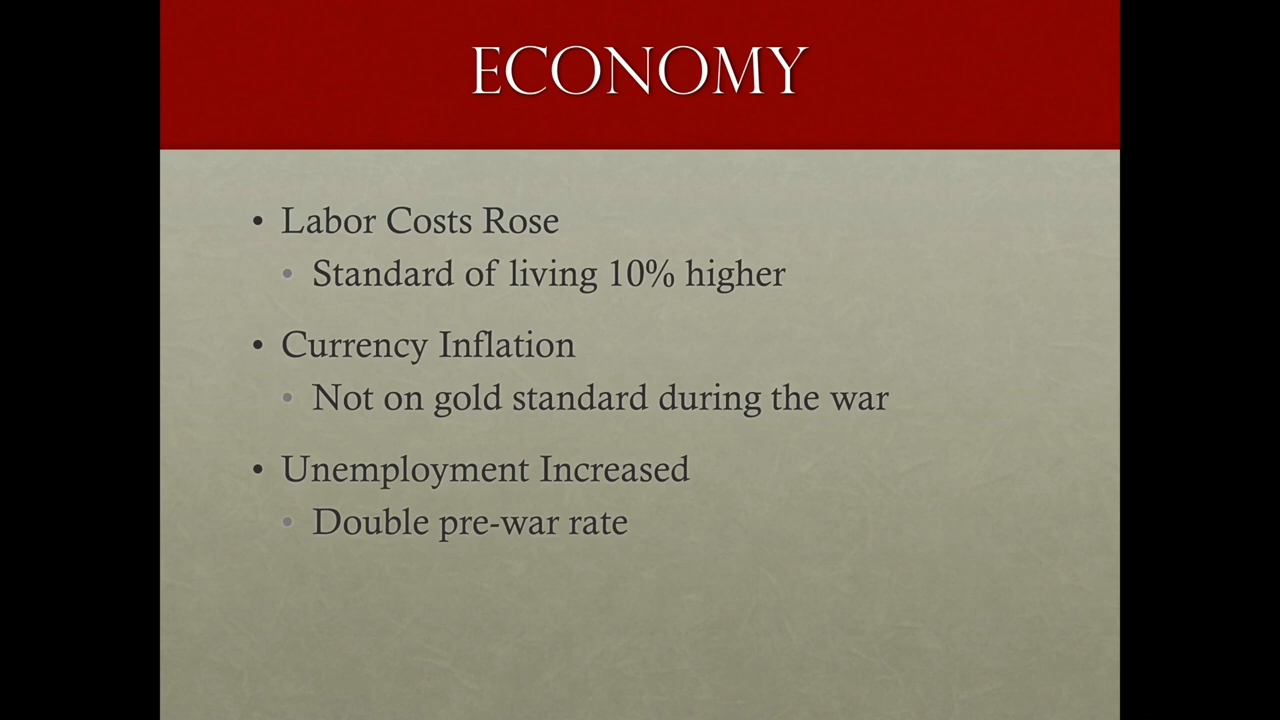 ECONOMY
• Labor Costs Rose
• Standard of living 10% higher
• Currency Inflation
• Not on gold standard during the war
• Unemployment Increased
• Double pre-war rate